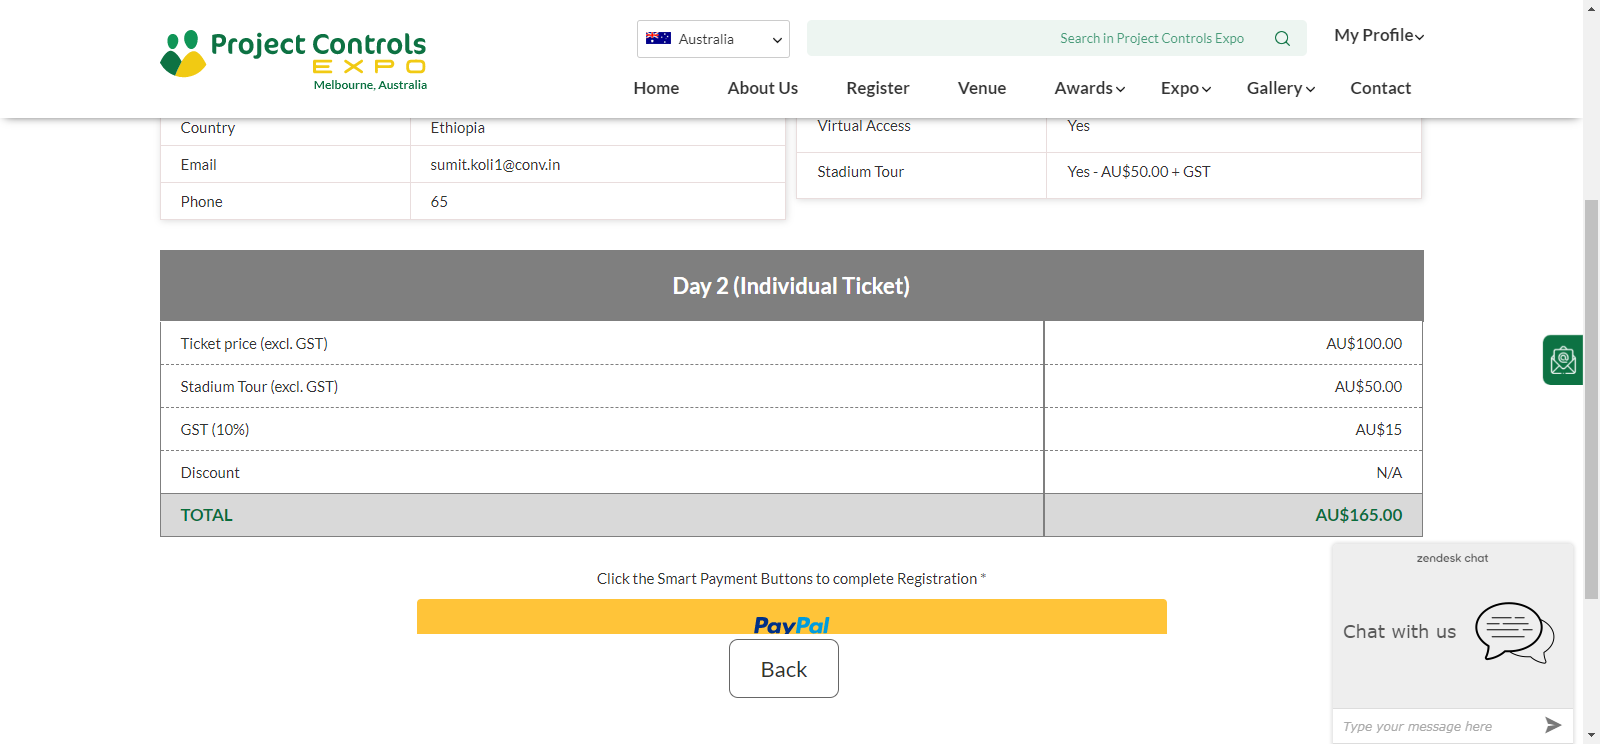 Project Controls
EXPO
Melbourne, Australia
Australia
Search in Project Controls Expo
My Profile
Home
About Us
Register
Venue
Awards
Expo
Gallery
Contact
Country Ethiopia
Email sumit.koli1@conv.in
Phone 65
Virtual Access Yes
Stadium Tour Yes - AU$50.00 + GST
Day 2 (Individual Ticket)
Ticket price (excl. GST) AU$100.00
Stadium Tour (excl. GST) AU$50.00
GST (10%) AU$15
Discount N/A
TOTAL AU$165.00
Click the Smart Payment Buttons to complete Registration *
PayPal
Back
zendesk chat
Chat with us
Type your message here